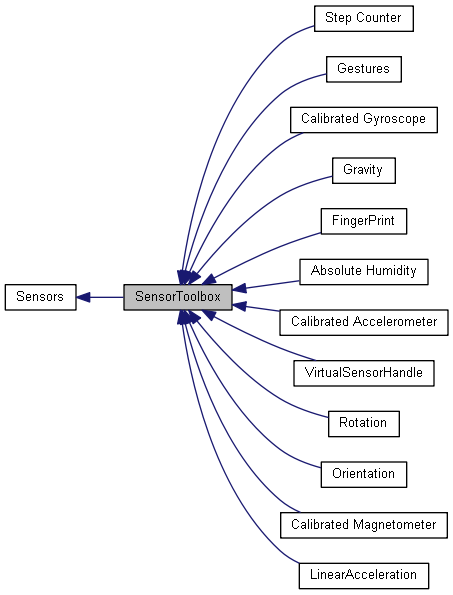 Step Counter
Gestures
Calibrated Gyroscope
Gravity
FingerPrint
Absolute Humidity
Sensors
SensorToolbox
Calibrated Accelerometer
VirtualSensorHandle
Rotation
Orientation
Calibrated Magnetometer
LinearAcceleration